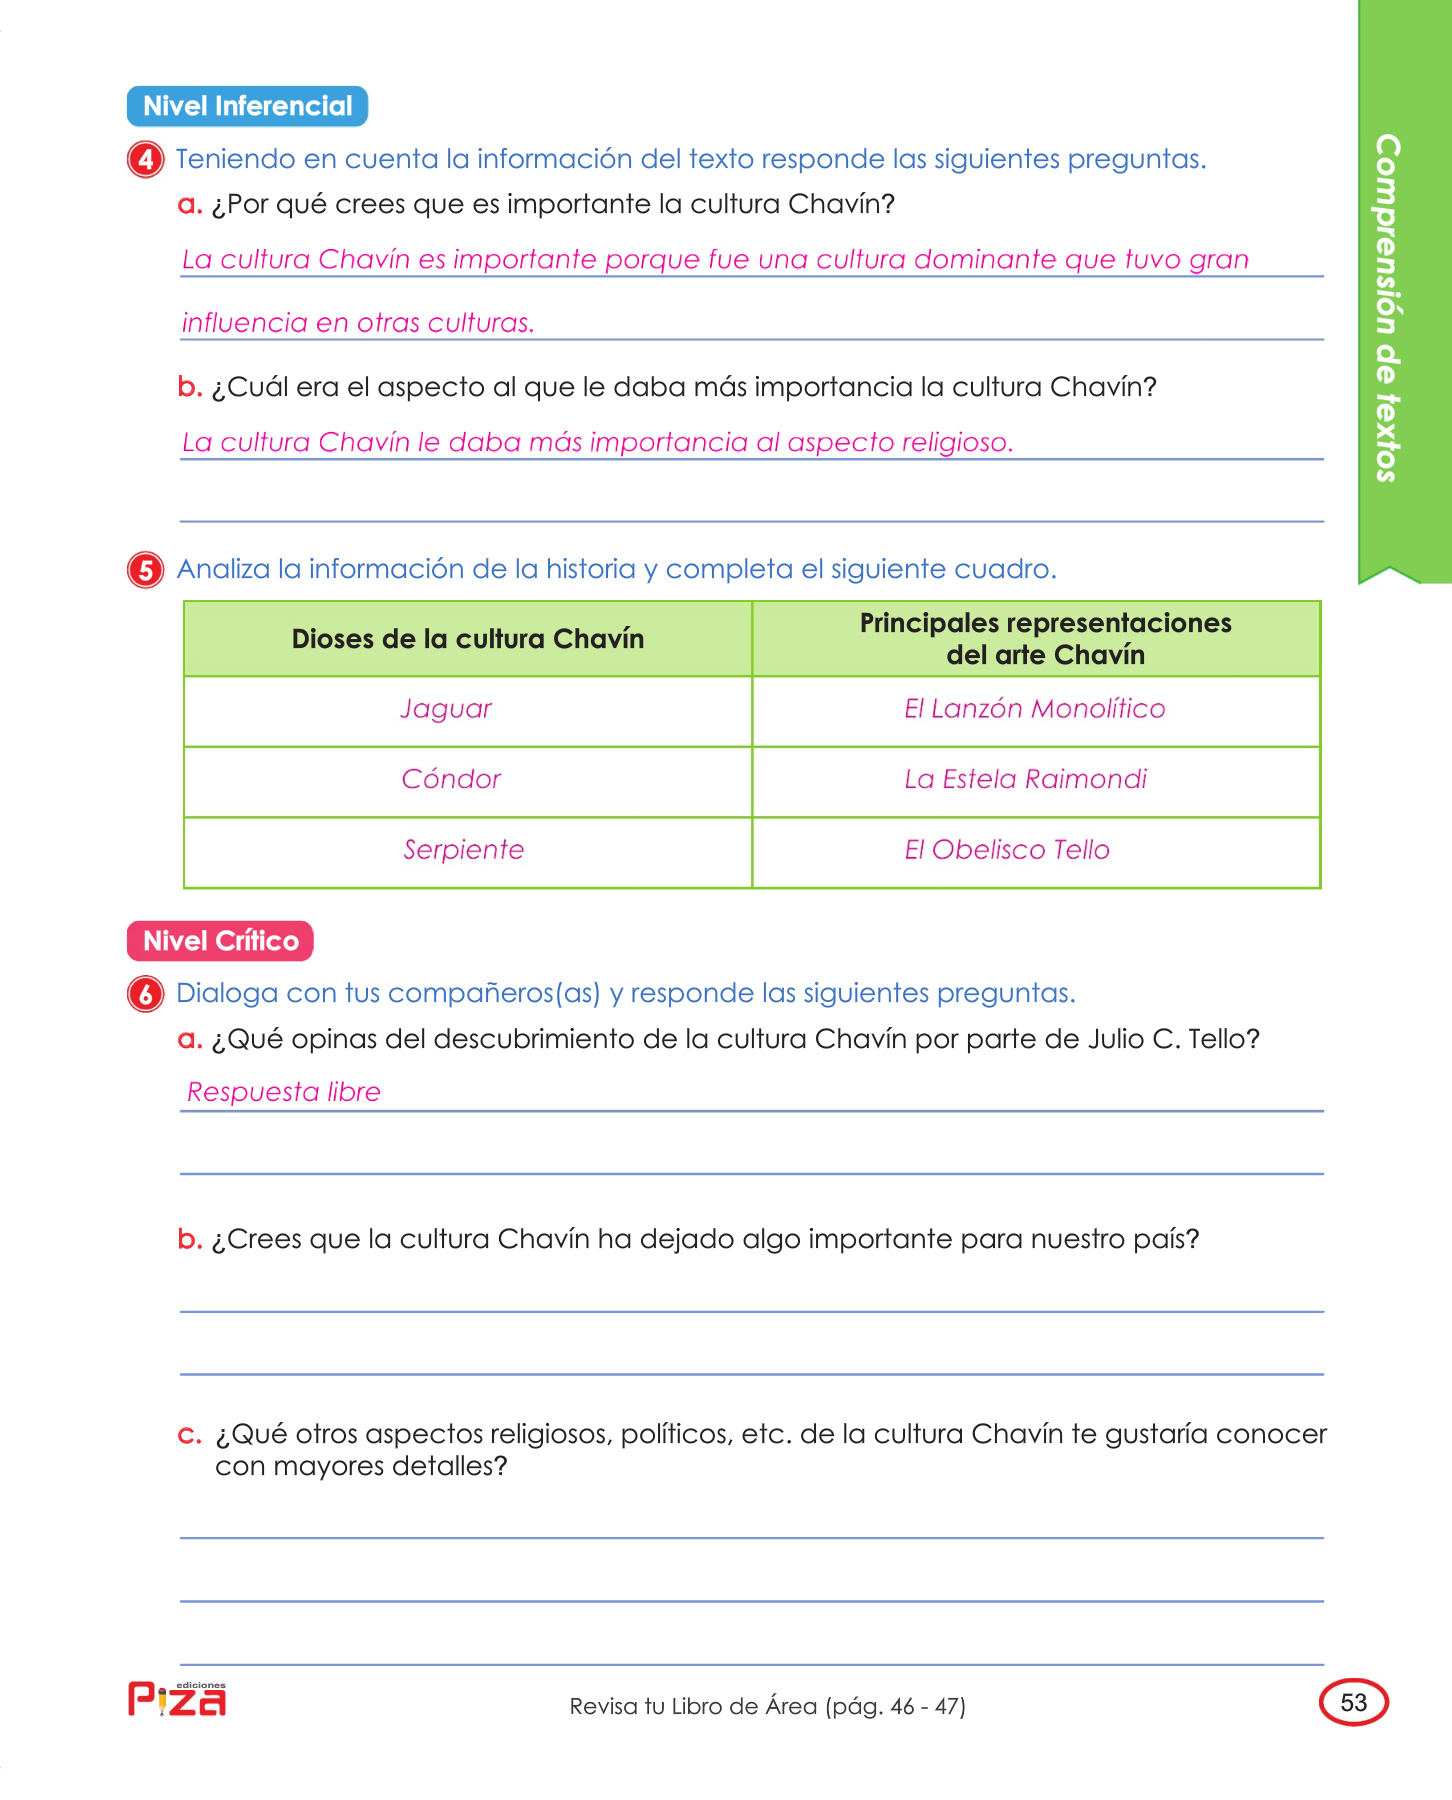 Nivel Inferencial
4 Teniendo en cuenta la información del texto responde las siguientes preguntas.
a. ¿Por qué crees que es importante la cultura Chavín?
La cultura Chavín es importante porque fue una cultura dominante que tuvo gran
influencia en otras culturas.
b. ¿Cuál era el aspecto al que le daba más importancia la cultura Chavín?
La cultura Chavín le daba más importancia al aspecto religioso.
5 Analiza la información de la historia y completa el siguiente cuadro.
Dioses de la cultura Chavín
Principales representaciones
del arte Chavín
Jaguar
El Lanzón Monolítico
Cóndor
La Estela Raimondi
Serpiente
El Obelisco Tello
Nivel Crítico
6 Dialoga con tus compañeros(as) y responde las siguientes preguntas.
a. ¿Qué opinas del descubrimiento de la cultura Chavín por parte de Julio C. Tello?
Respuesta libre
b. ¿Crees que la cultura Chavín ha dejado algo importante para nuestro país?
c. ¿Qué otros aspectos religiosos, políticos, etc. de la cultura Chavín te gustaría conocer
con mayores detalles?
Comprensión de textos
ediciones
Piza
Revisa tu Libro de Área (pág. 46 - 47)
53